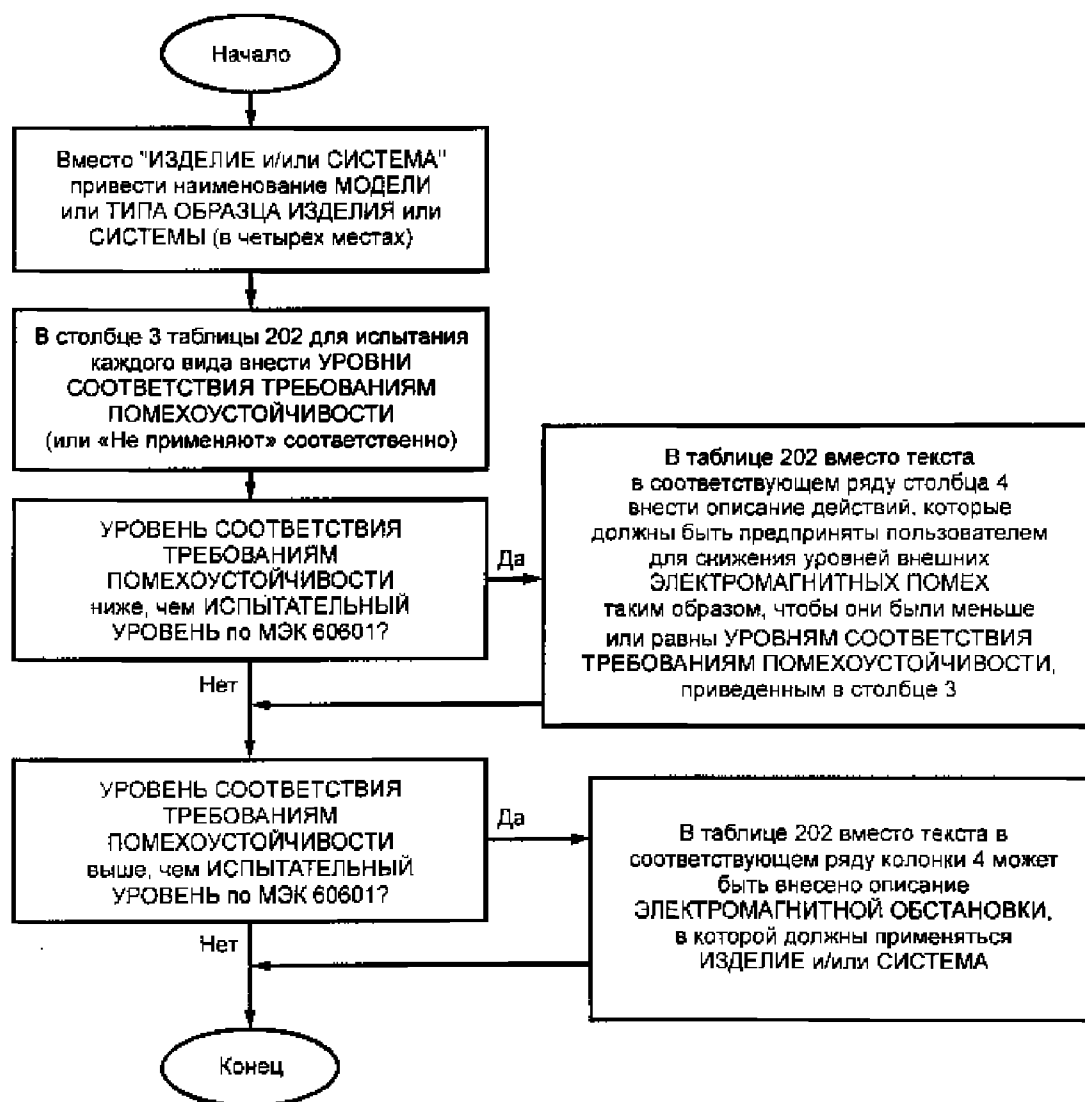 Начало
Вместо "ИЗДЕЛИЕ и/или СИСТЕМА"
привести наименование МОДЕЛИ
или ТИПА ОБРАЗЦА ИЗДЕЛИЯ или
СИСТЕМЫ (в четырех местах)
В столбце 3 таблицы 202 для испытания
каждого вида внести УРОВНИ
СООТВЕТСТВИЯ ТРЕБОВАНИЯМ
ПОМЕХОУСТОЙЧИВОСТИ
(или «Не применяют» соответственно)
УРОВЕНЬ СООТВЕТСТВИЯ
ТРЕБОВАНИЯМ
ПОМЕХОУСТОЙЧИВОСТИ
ниже, чем ИСПЫТАТЕЛЬНЫЙ
УРОВЕНЬ по МЭК 60601?
Да
В таблице 202 вместо текста
в соответствующем ряду столбца 4
внести описание действий, которые
должны быть предприняты пользователем
для снижения уровней внешних
ЭЛЕКТРОМАГНИТНЫХ ПОМЕХ
таким образом, чтобы они были меньше
или равны УРОВНЯМ СООТВЕТСТВИЯ
ТРЕБОВАНИЯМ ПОМЕХОУСТОЙЧИВОСТИ,
приведенным в столбце 3
Нет
УРОВЕНЬ СООТВЕТСТВИЯ
ТРЕБОВАНИЯМ
ПОМЕХОУСТОЙЧИВОСТИ
выше, чем ИСПЫТАТЕЛЬНЫЙ
УРОВЕНЬ по МЭК 60601?
Да
В таблице 202 вместо текста в
соответствующем ряду колонки 4 может
быть внесено описание
ЭЛЕКТРОМАГНИТНОЙ ОБСТАНОВКИ,
в которой должны применяться
ИЗДЕЛИЕ и/или СИСТЕМА
Нет
Конец